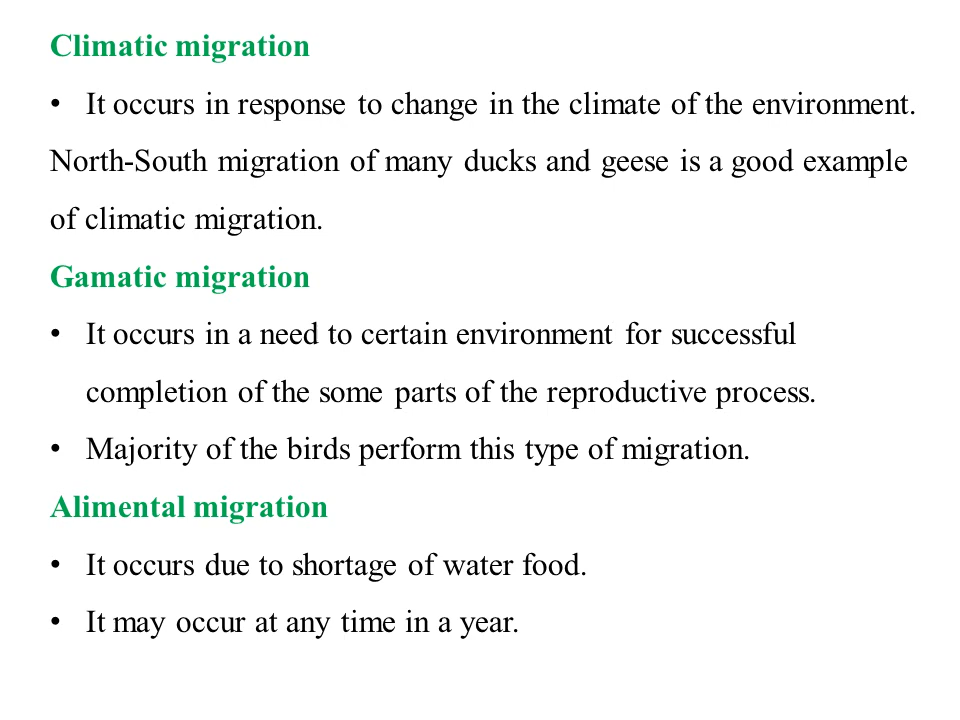 Climatic migration
• It occurs in response to change in the climate of the environment.
North-South migration of many ducks and geese is a good example
of climatic migration.
Gamatic migration
• It occurs in a need to certain environment for successful
completion of the some parts of the reproductive process.
• Majority of the birds perform this type of migration.
Alimental migration
• It occurs due to shortage of water food.
• It may occur at any time in a year.